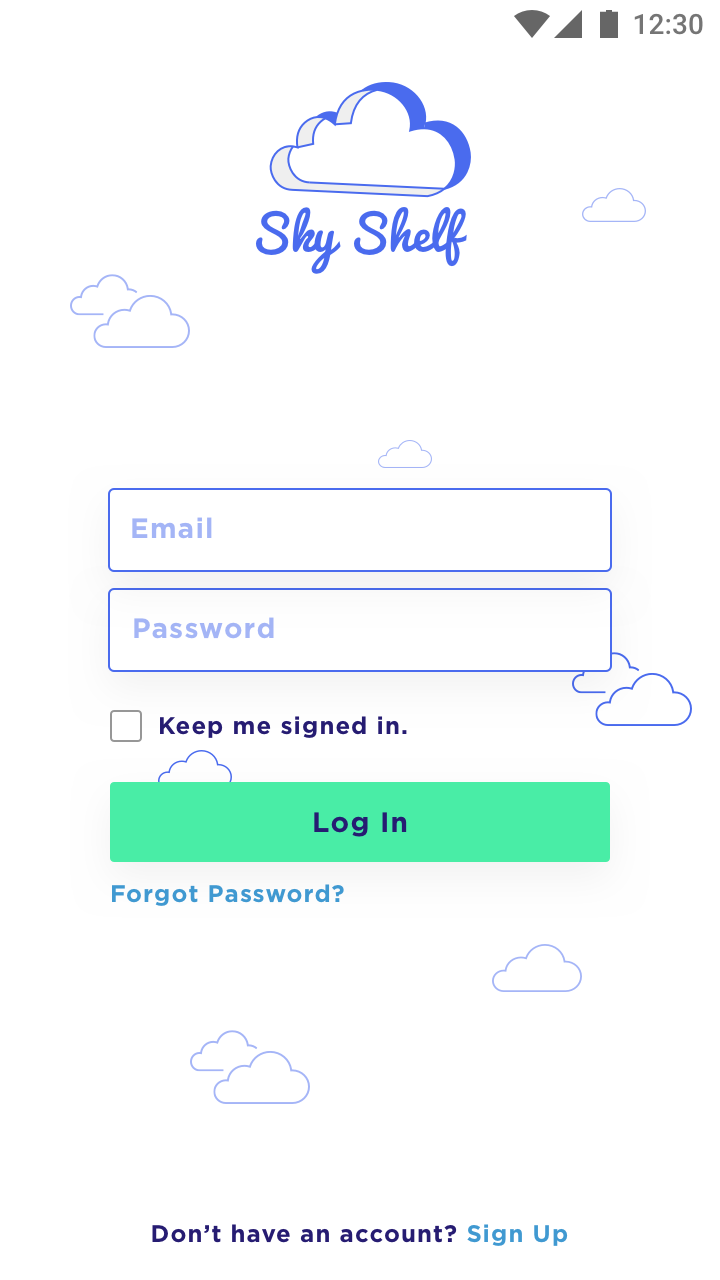 12:30
Sky Shelf
Email
Password
Keep me signed in.
Log In
Forgot Password?
Don’t have an account? Sign Up